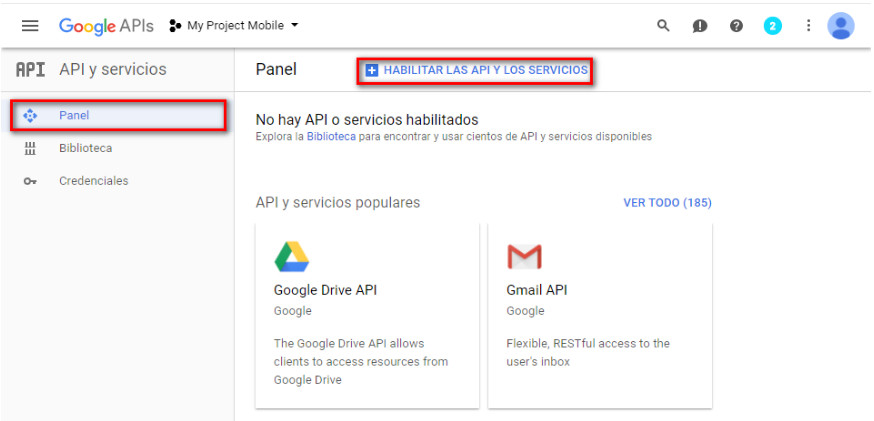 Google APIs My Project Mobile
2
API API y servicios
Panel
HABILITAR LAS API Y LOS SERVICIOS
Panel
Biblioteca
Credenciales
No hay API o servicios habilitados
Explora la Biblioteca para encontrar y usar cientos de API y servicios disponibles
API y servicios populares
VER TODO (185)
Google Drive API
Google
The Google Drive API allows
clients to access resources from
Google Drive
Gmail API
Google
Flexible, RESTful access to the
user's inbox